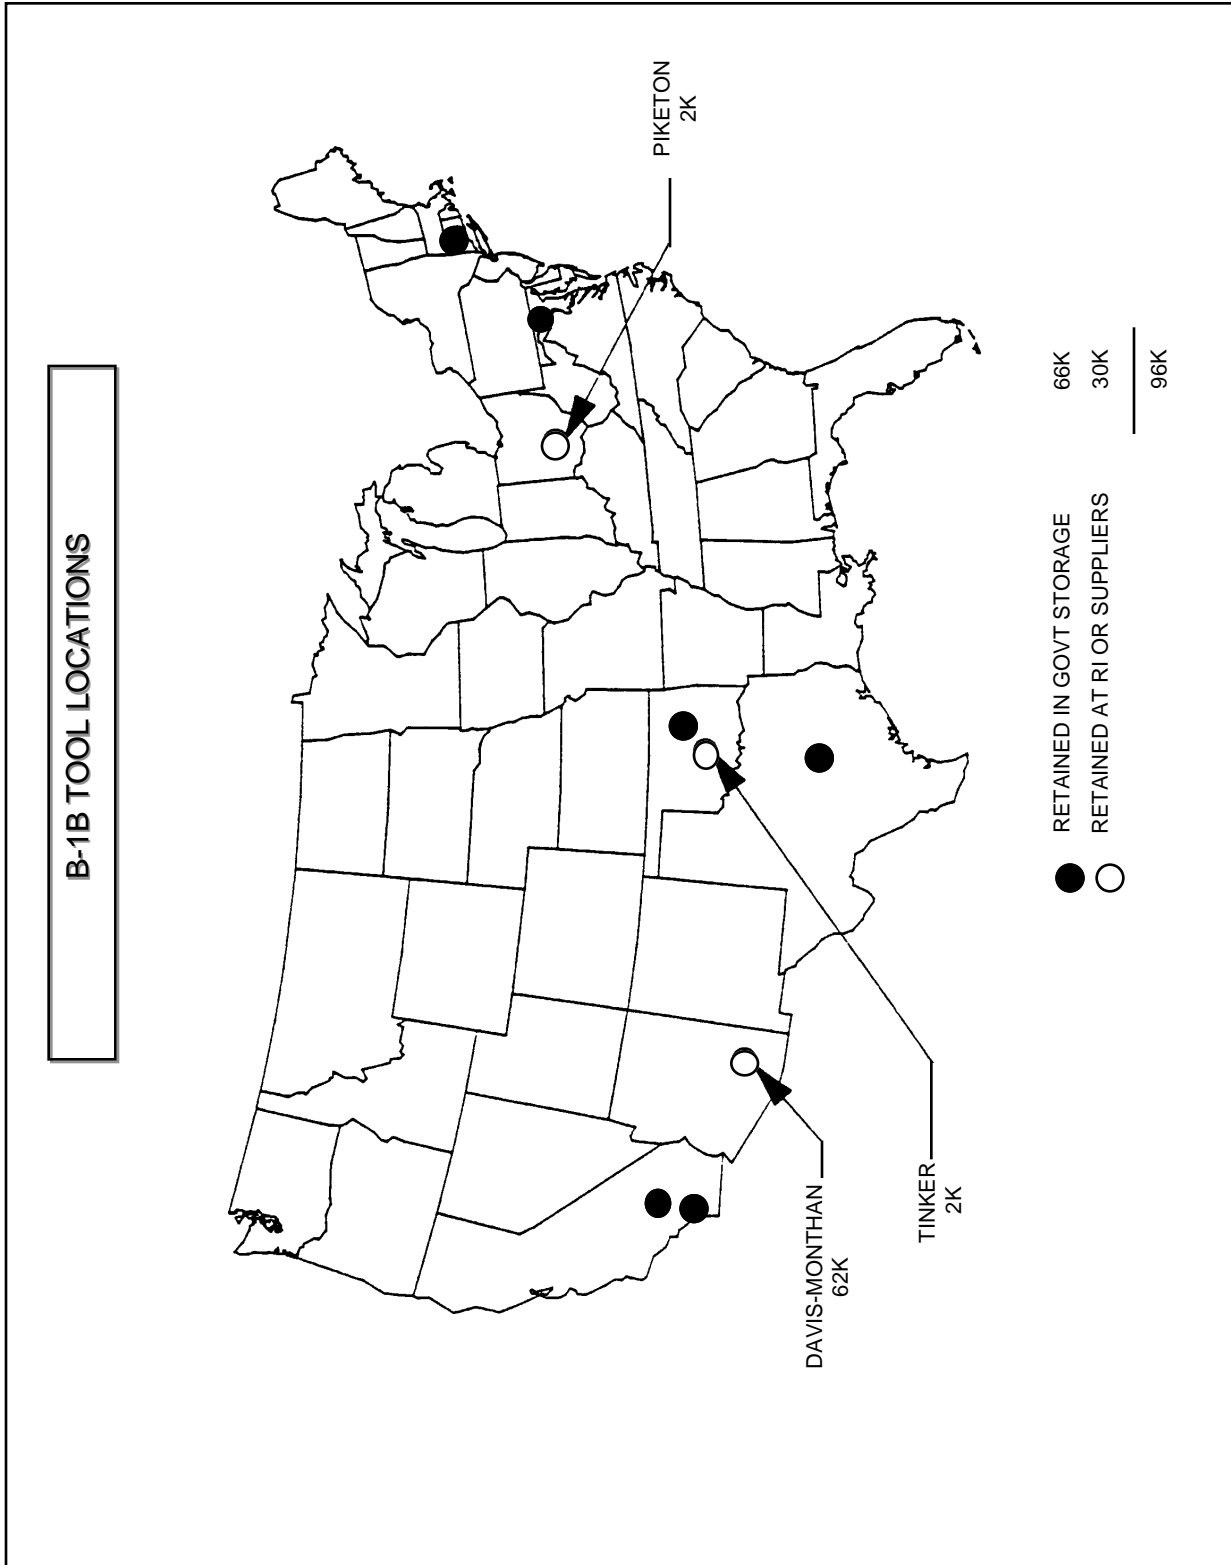 B-1B TOOL LOCATIONS
PIKETON
2K
DAVIS-MONTHAN
62K
TINKER
2K
RETAINED IN GOVT STORAGE 66K
RETAINED AT RI OR SUPPLIERS 30K
96K